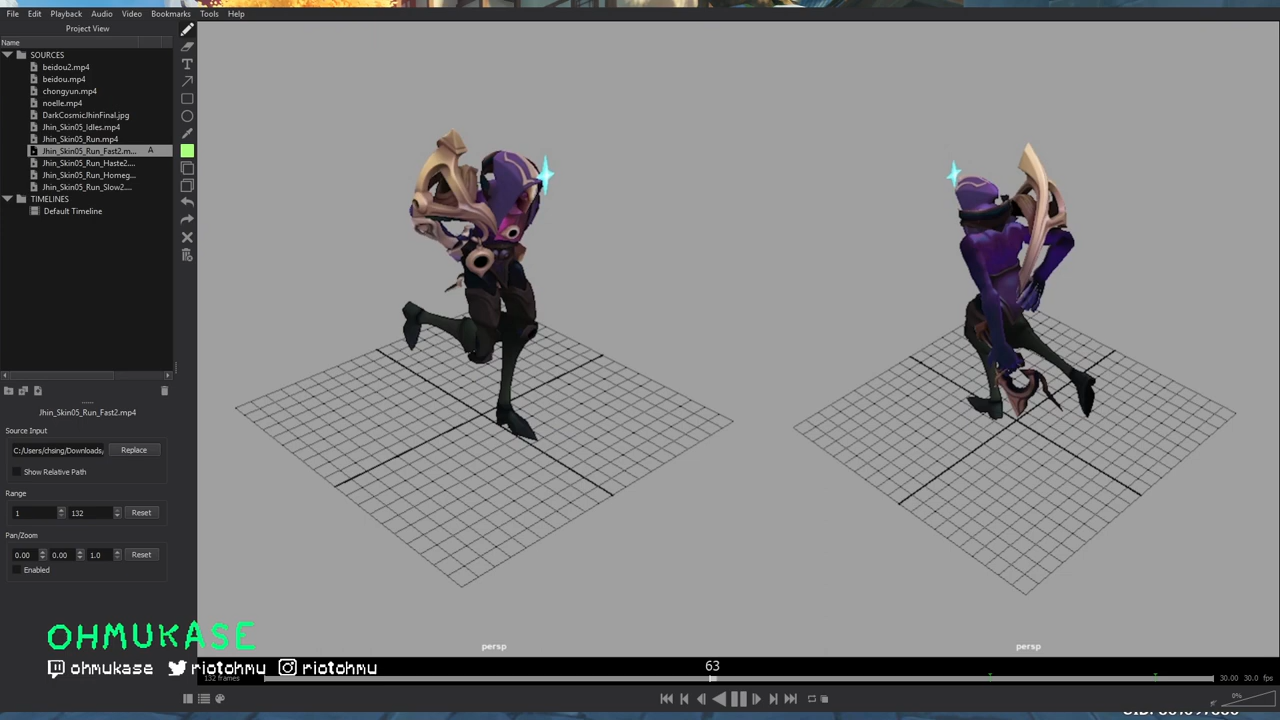 File Edit Playback Audio Video Bookmarks Tools Help
Project View
Name
SOURCES
beidou2.mp4
beidou.mp4
chongyun.mp4
noelle.mp4
DarkCosmicJhinFinal.jpg
Jhin_Skin05_Idles.mp4
Jhin_Skin05_Run.mp4
Jhin_Skin05_Run_Fast2.m... A
Jhin_Skin05_Run_Haste2....
Jhin_Skin05_Run_Homeg...
Jhin_Skin05_Run_Slow2....
TIMELINES
Default Timeline
Jhin_Skin05_Run_Fast2.mp4
Source Input
C:/Users/chsing/Downloads, Replace
Show Relative Path
Range
1 132 Reset
Pan/Zoom
0.00 0.00 1.0 Reset
Enabled
OHMUKASE
ohmukase riotohmu riotohmu
persp persp
63
132 frames 30.00 30.0 fps
0%